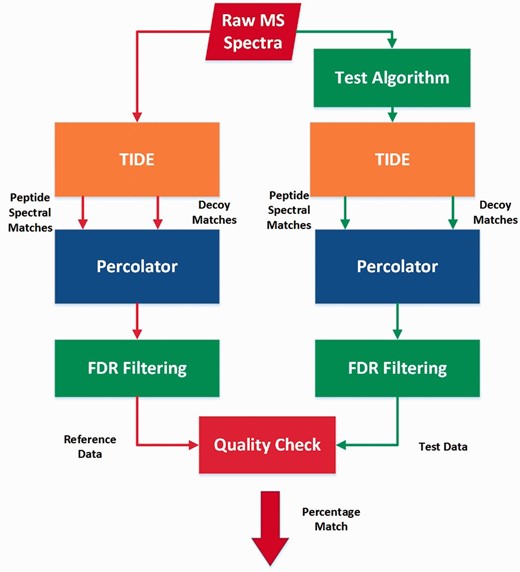 Raw MS
Spectra
Test Algorithm
TIDE
TIDE
Peptide
Spectral
Matches
Decoy
Matches
Peptide
Spectral
Matches
Decoy
Matches
Percolator
Percolator
FDR Filtering
FDR Filtering
Reference
Data
Quality Check
Test Data
Percentage
Match